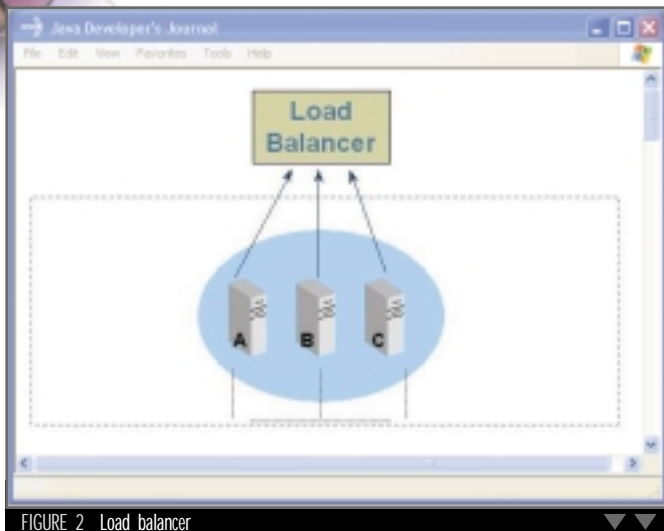 Java Developer's Journal
File Edit View Favorites Tools Help
Load
Balancer
A B C
FIGURE 2 Load balancer